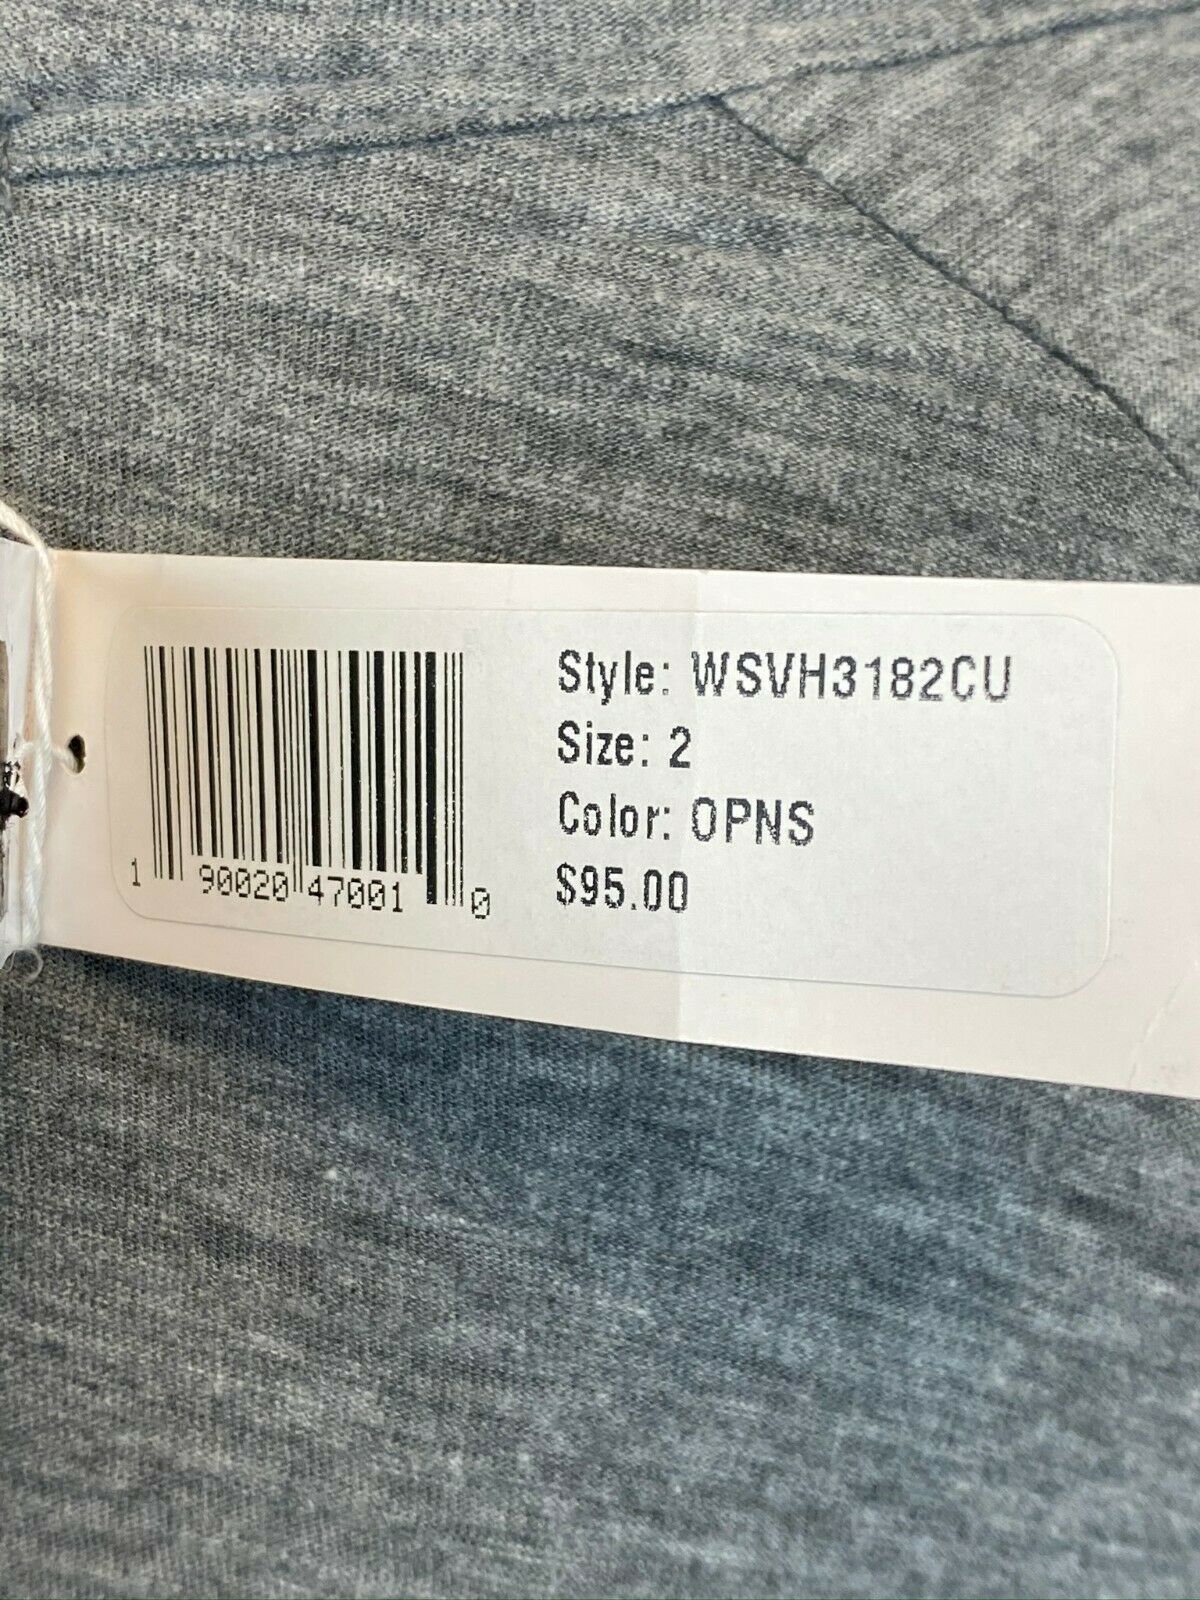 Style: WSVH3182CU
Size: 2
Color: OPNS
$95.00
1 90020 47001 0